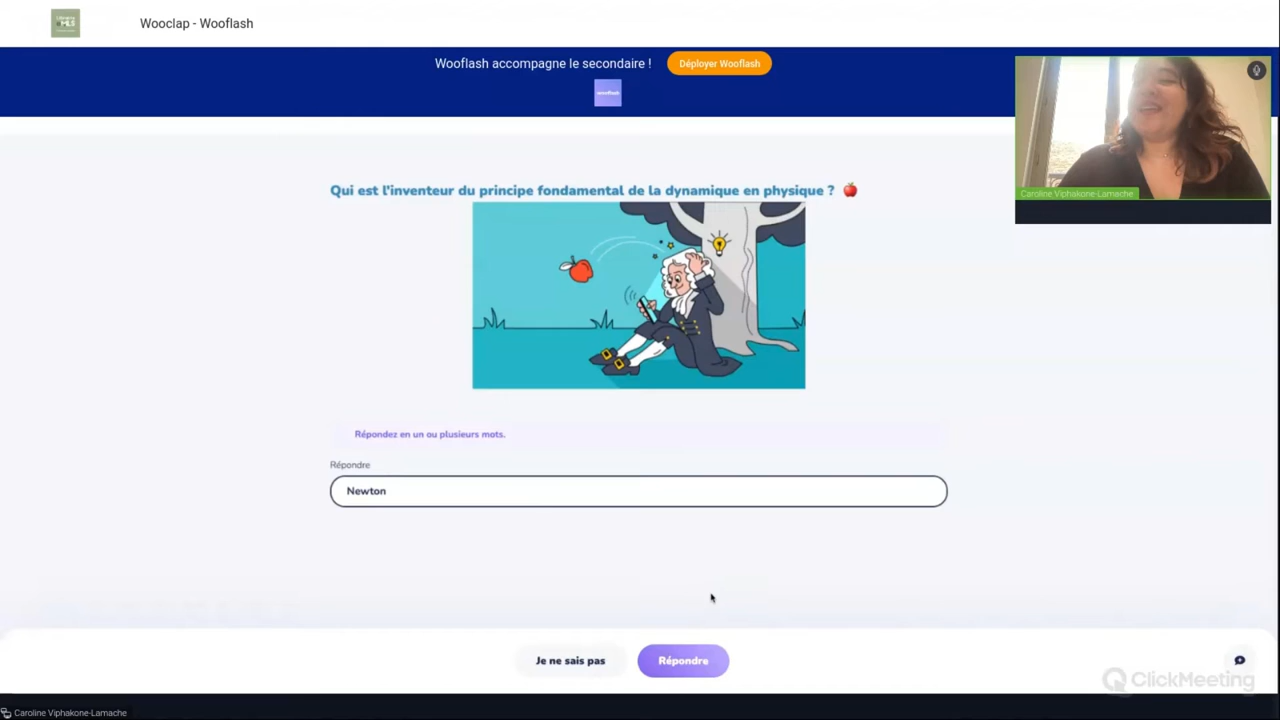 Wooclap - Wooflash
Wooflash accompagne le secondaire !
Déployer Wooflash
wooflash
Caroline Viphakone-Lamache
Qui est l'inventeur du principe fondamental de la dynamique en physique ?
Répondez en un ou plusieurs mots.
Répondre
Newton
Je ne sais pas
Répondre
ClickMeeting
Caroline Viphakone-Lamache